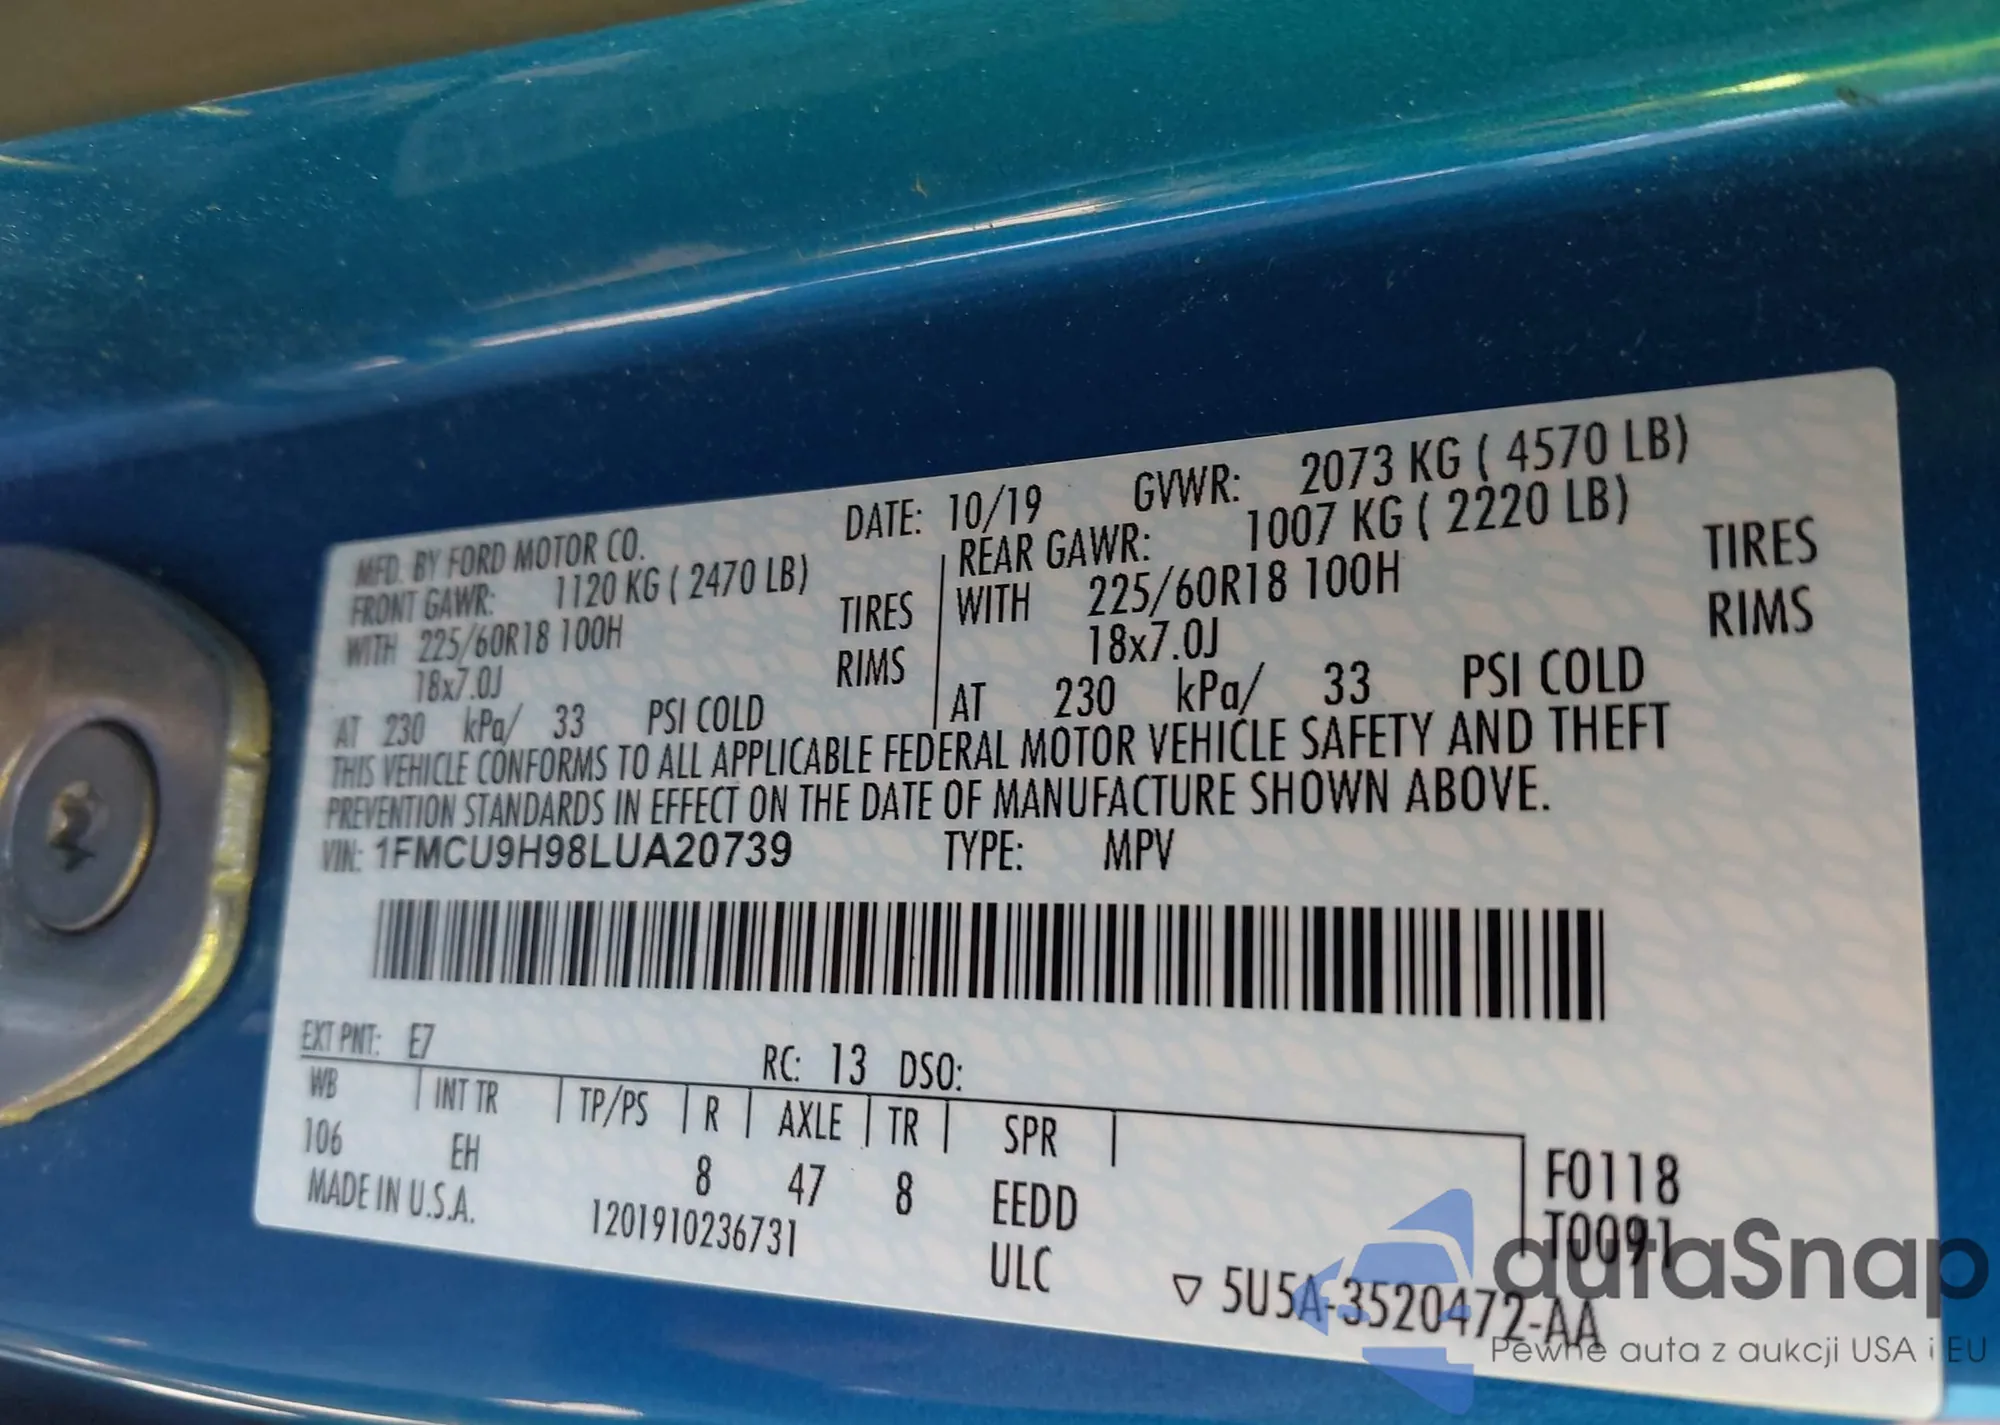 MFD. BY FORD MOTOR CO. DATE: 10/19 GVWR: 2073 KG ( 4570 LB)
FRONT GAWR: 1120 KG ( 2470 LB) REAR GAWR: 1007 KG ( 2220 LB)
WITH 225/60R18 100H TIRES WITH 225/60R18 100H TIRES
18x7.0J RIMS 18x7.0J RIMS
AT 230 kPa/ 33 PSI COLD AT 230 kPa/ 33 PSI COLD
THIS VEHICLE CONFORMS TO ALL APPLICABLE FEDERAL MOTOR VEHICLE SAFETY AND THEFT
PREVENTION STANDARDS IN EFFECT ON THE DATE OF MANUFACTURE SHOWN ABOVE.
VIN: 1FMCU9H98LUA20739 TYPE: MPV
EXT PNT: E7 RC: 13 DSO:
WB INT TR TP/PS R AXLE TR SPR
106 EH 8 47 8 EEDD F0118
MADE IN U.S.A. 1201910236731 ULC T0091
▽ 5U5A-3520472-AA
autaSnap
Pewne auta z aukcji USA i EU